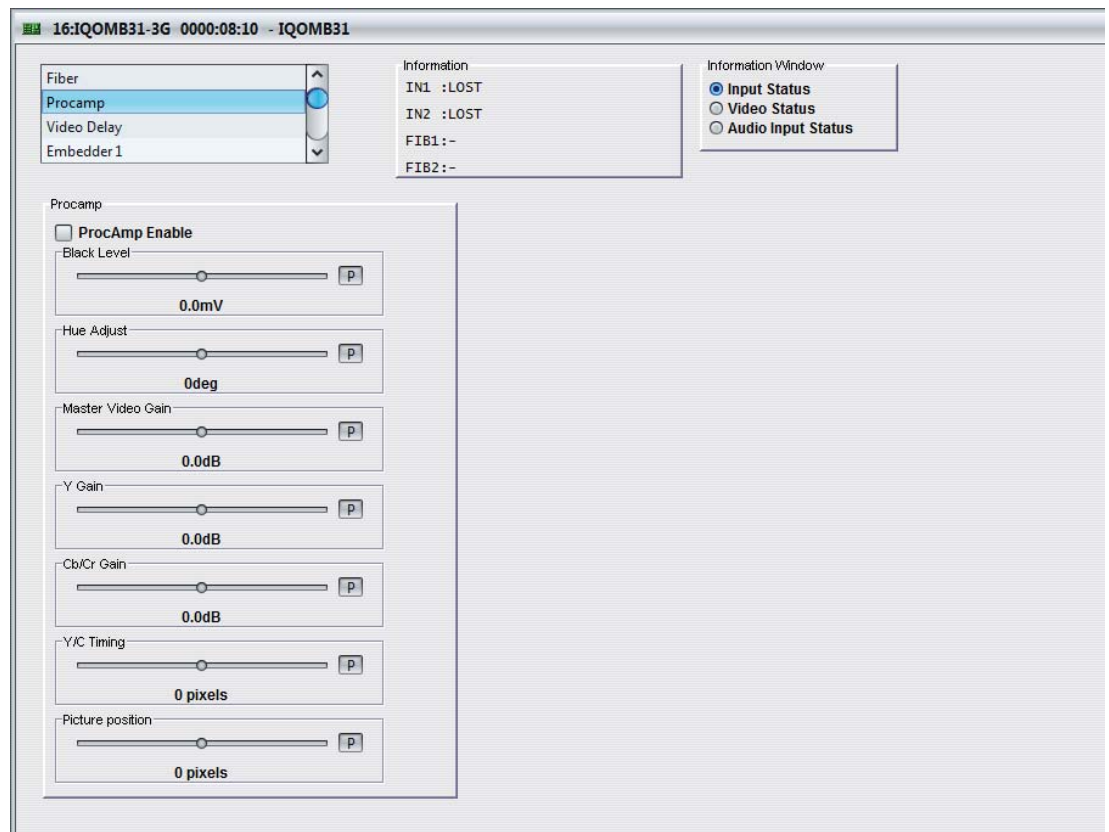 16:IQOMB31-3G 0000:08:10 - IQOMB31
Fiber
Procamp
Video Delay
Embedder 1
Information
IN1 :LOST
IN2 :LOST
FIB1:-
FIB2:-
Information Window
Input Status
Video Status
Audio Input Status
Procamp
ProcAmp Enable
Black Level
P
0.0mV
Hue Adjust
P
0deg
Master Video Gain
P
0.0dB
Y Gain
P
0.0dB
Cb/Cr Gain
P
0.0dB
Y/C Timing
P
0 pixels
Picture position
P
0 pixels